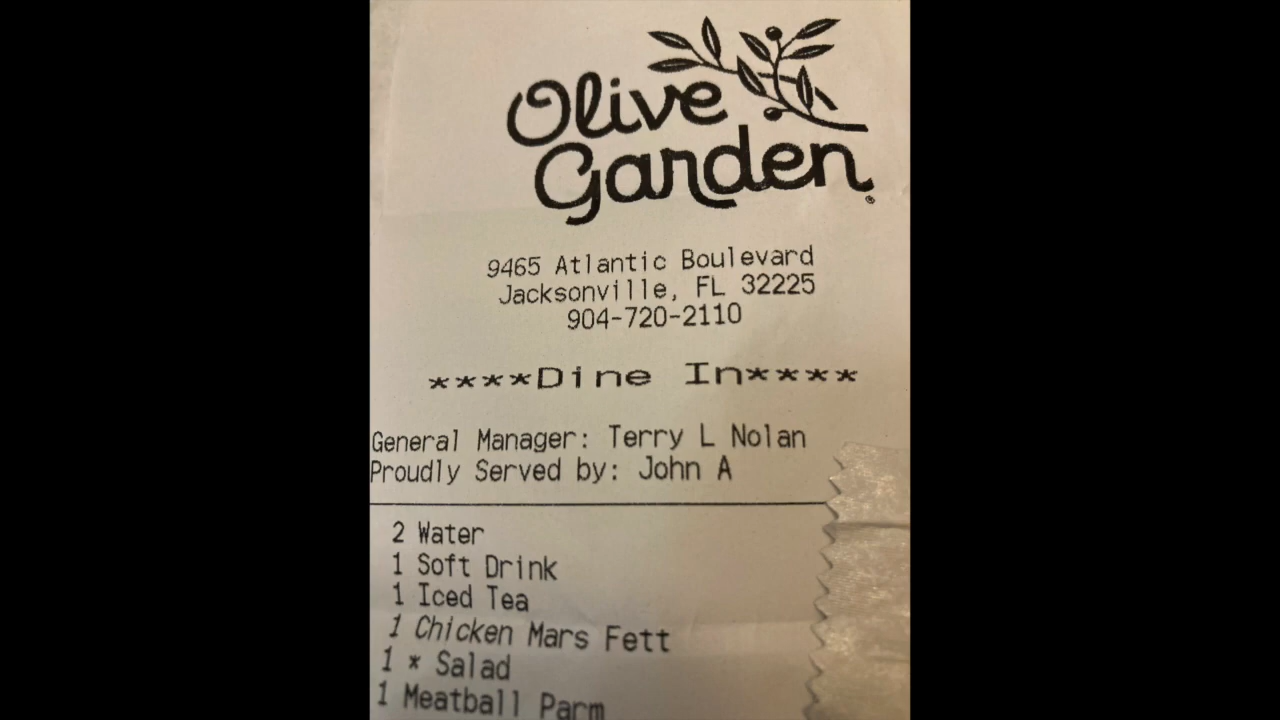 Olive
Garden®
9465 Atlantic Boulevard
Jacksonville, FL 32225
904-720-2110
****Dine In****
General Manager: Terry L Nolan
Proudly Served by: John A
2 Water
1 Soft Drink
1 Iced Tea
1 Chicken Mars Fett
1 * Salad
1 Meatball Parm